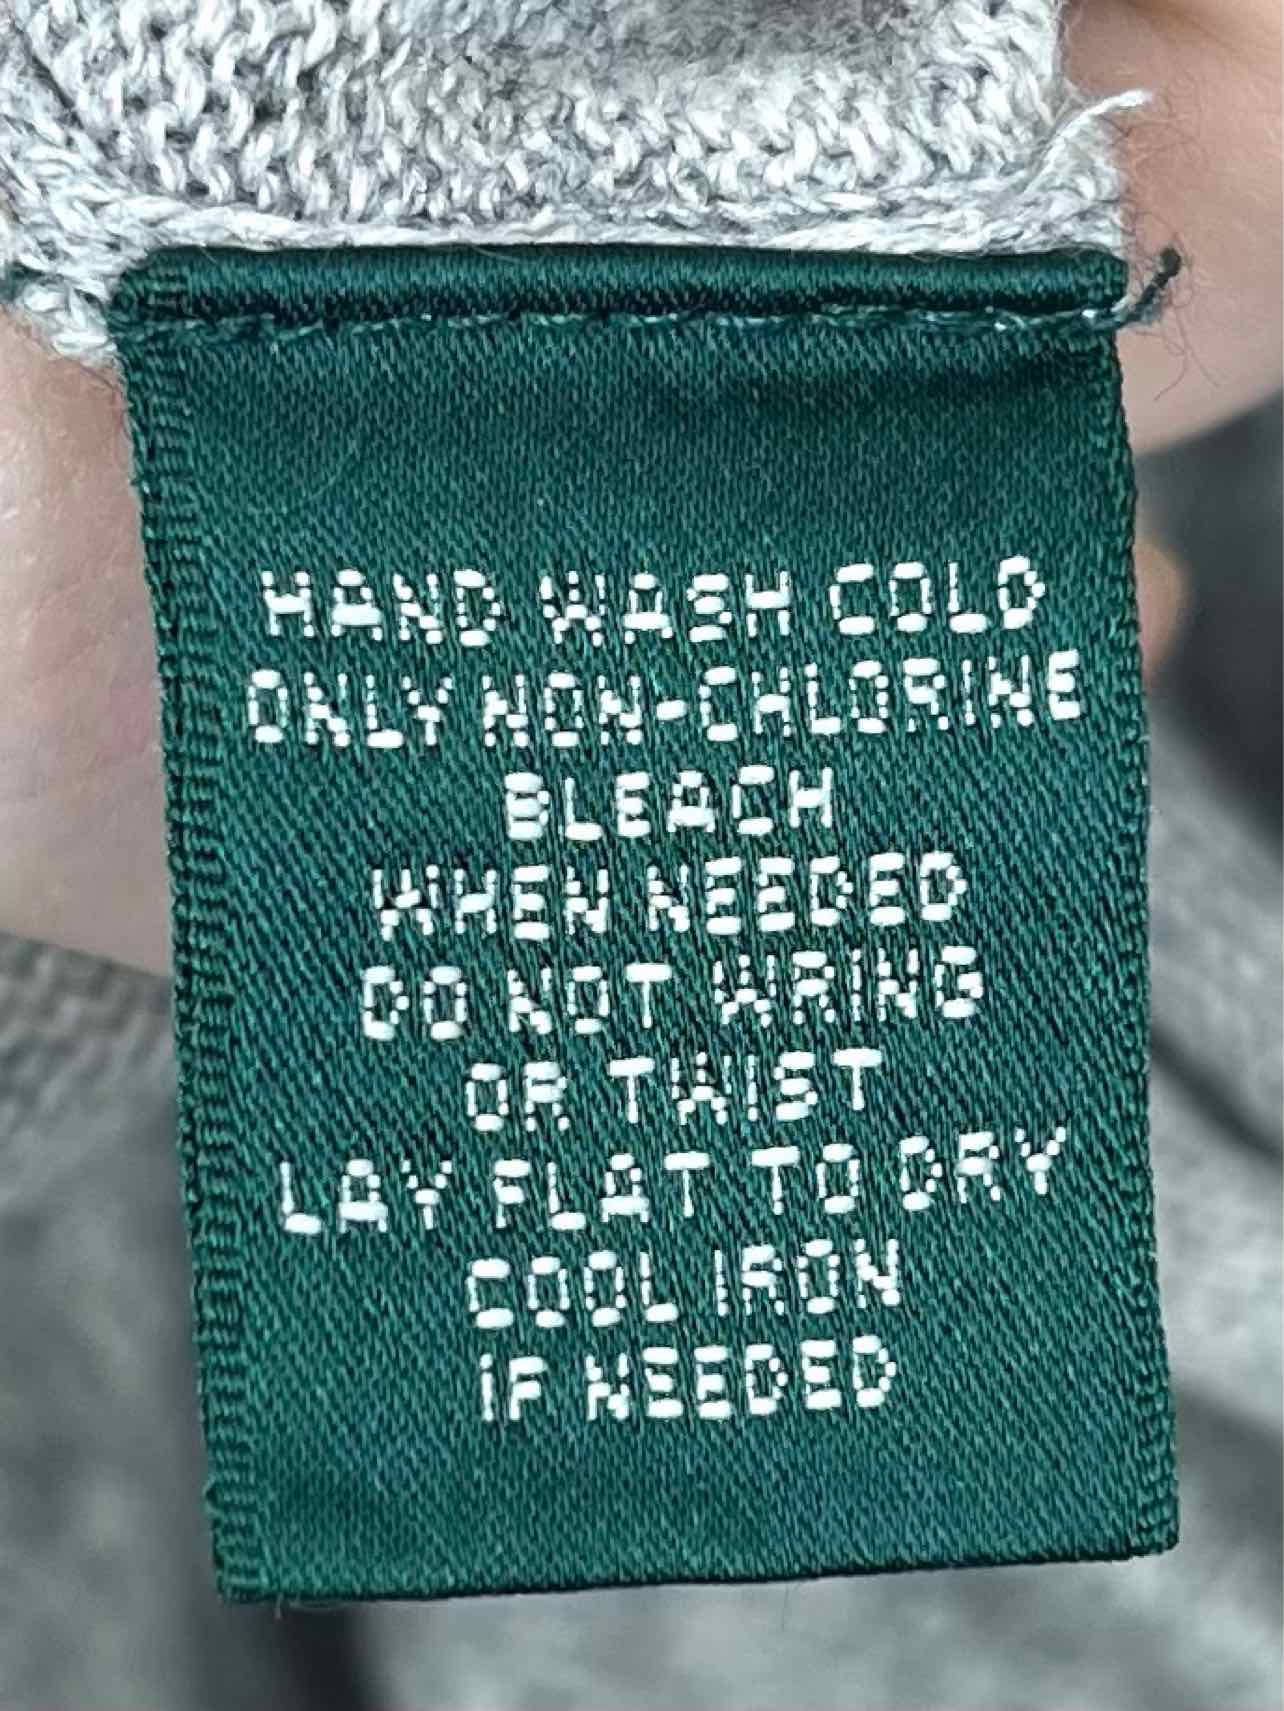 HAND WASH COLD
ONLY NON-CHLORINE
BLEACH
WHEN NEEDED
DO NOT WRING
OR TWIST
LAY FLAT TO DRY
COOL IRON
IF NEEDED